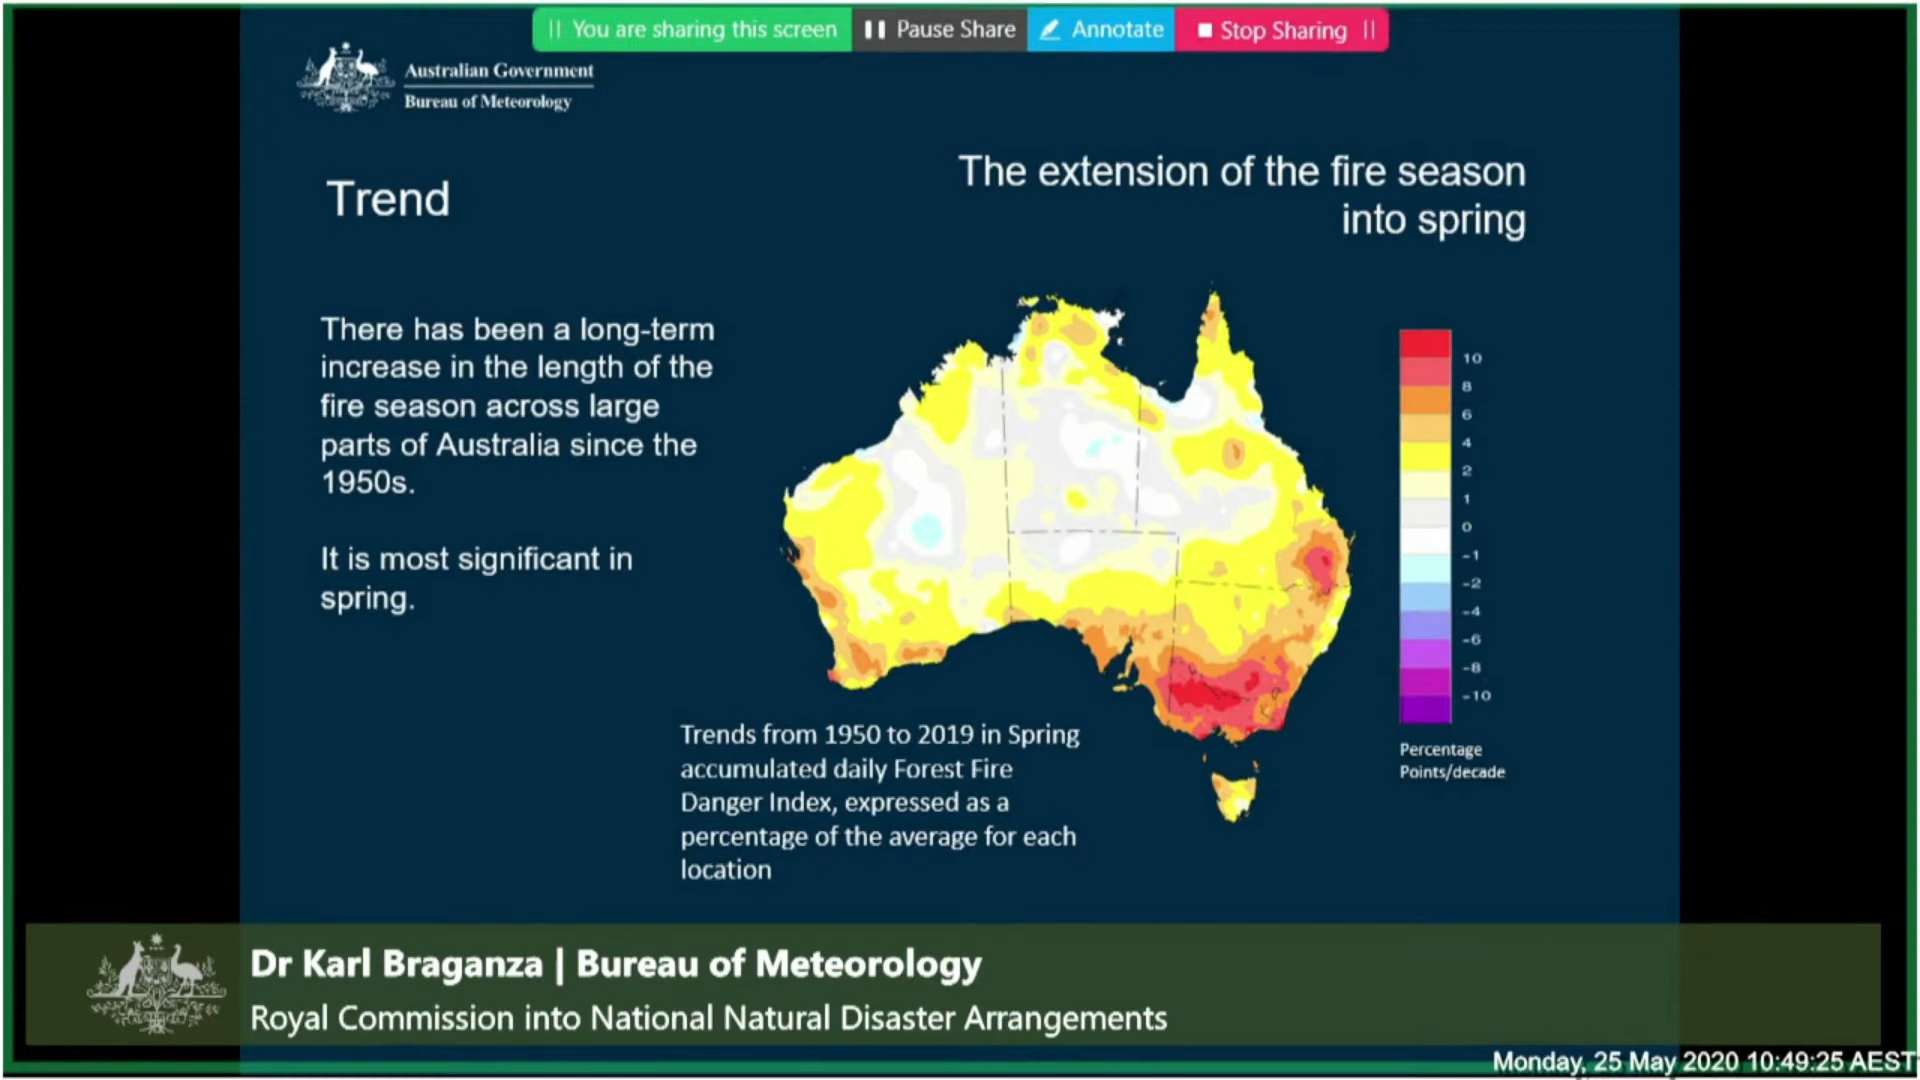 You are sharing this screen
Pause Share
Annotate
Stop Sharing
Australian Government
Bureau of Meteorology
Trend
The extension of the fire season
into spring
There has been a long-term
increase in the length of the
fire season across large
parts of Australia since the
1950s.
It is most significant in
spring.
10
8
6
4
2
1
0
-1
-2
-4
-6
-8
-10
Percentage
Points/decade
Trends from 1950 to 2019 in Spring
accumulated daily Forest Fire
Danger Index, expressed as a
percentage of the average for each
location
Dr Karl Braganza | Bureau of Meteorology
Royal Commission into National Natural Disaster Arrangements
Monday, 25 May 2020 10:49:25 AEST